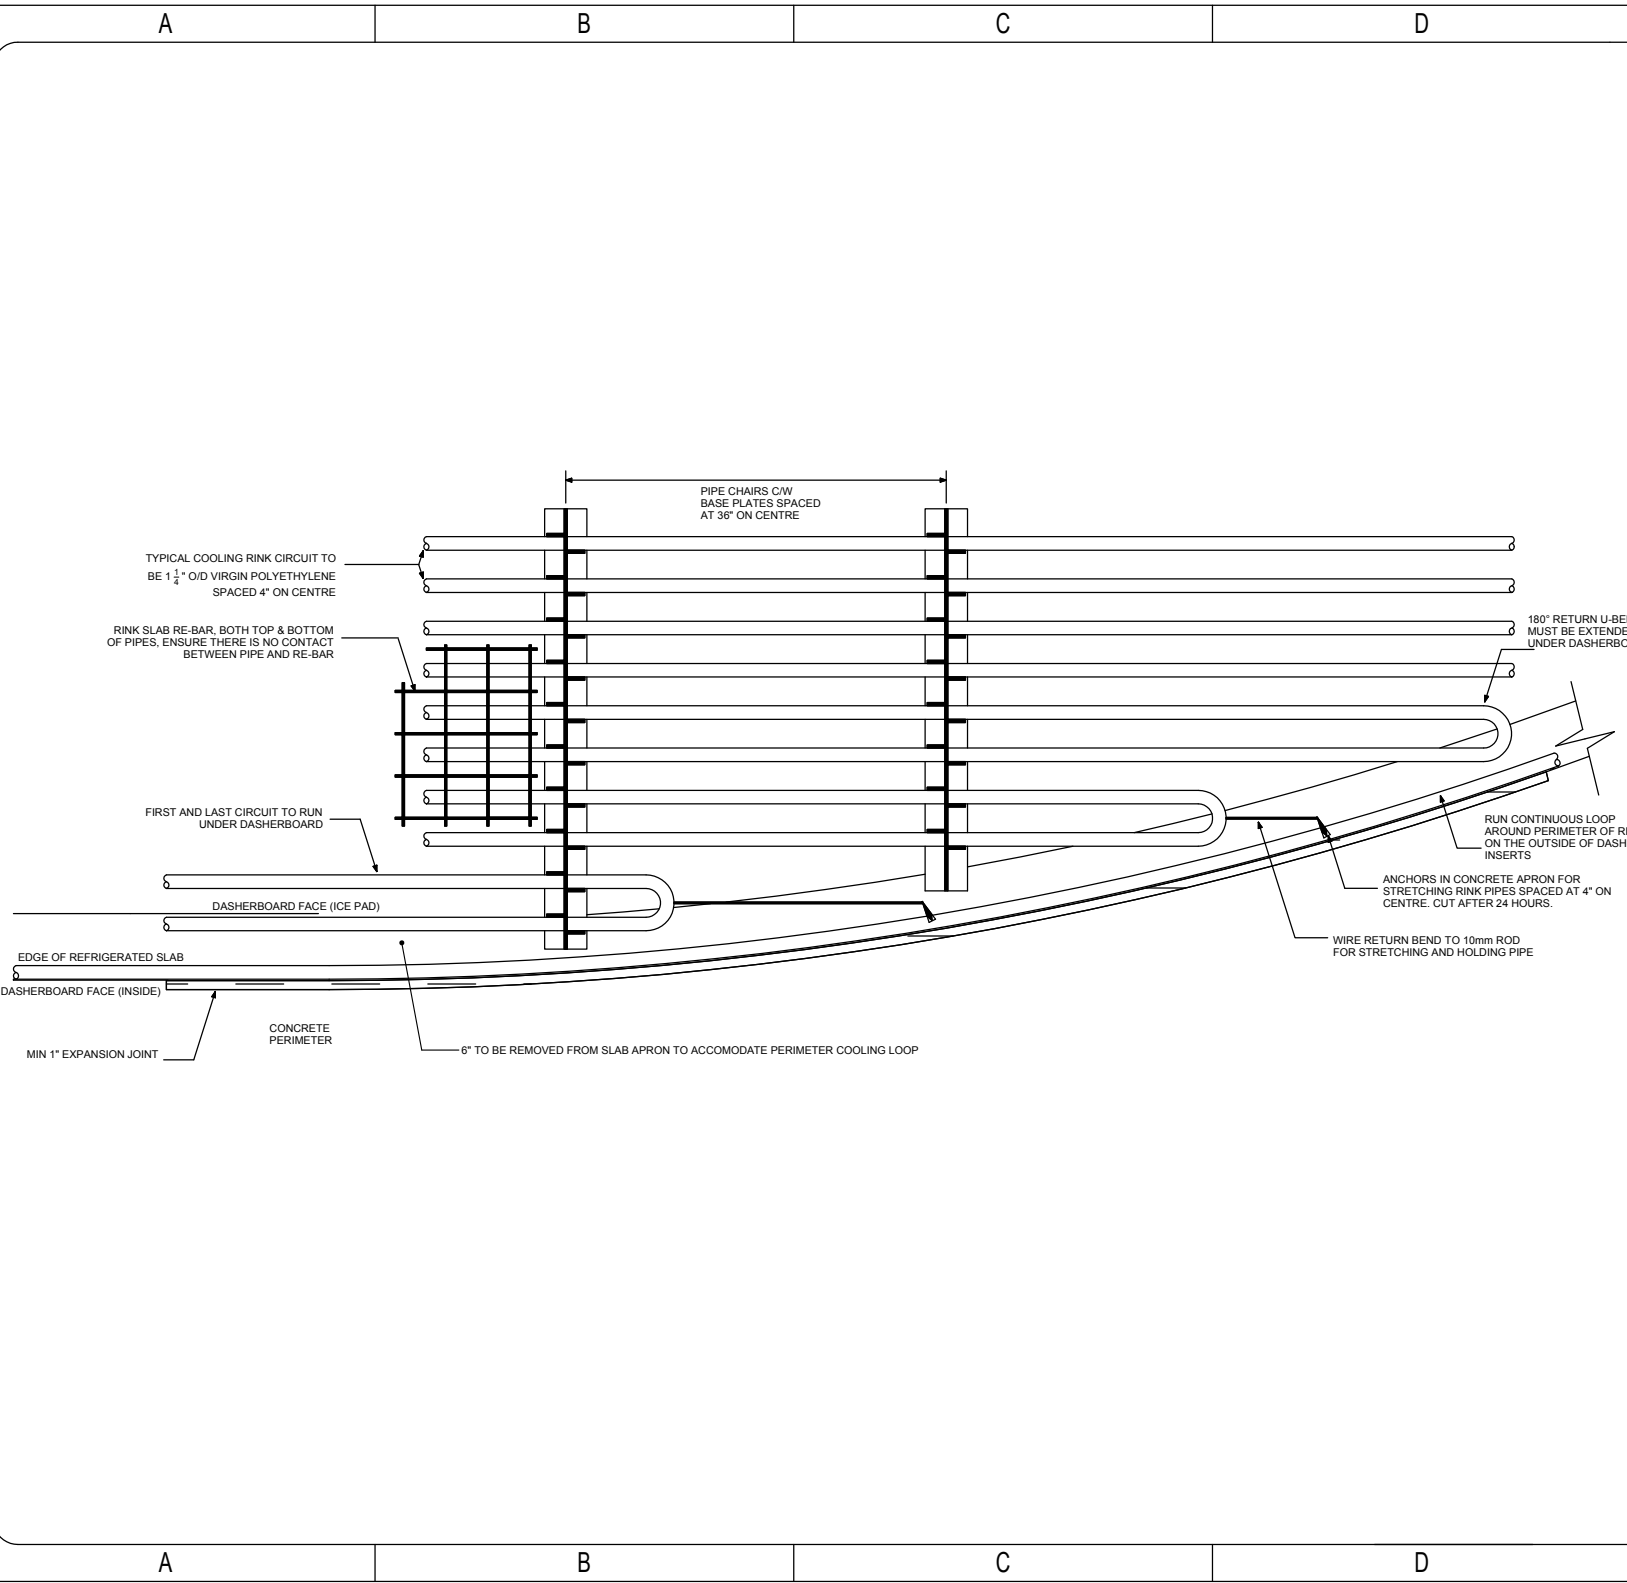 A B C D
PIPE CHAIRS C/W
BASE PLATES SPACED
AT 36" ON CENTRE
TYPICAL COOLING RINK CIRCUIT TO
BE 1 1/4" O/D VIRGIN POLYETHYLENE
SPACED 4" ON CENTRE
RINK SLAB RE-BAR, BOTH TOP & BOTTOM
OF PIPES, ENSURE THERE IS NO CONTACT
BETWEEN PIPE AND RE-BAR
180° RETURN U-BE
MUST BE EXTENDE
UNDER DASHERBO
FIRST AND LAST CIRCUIT TO RUN
UNDER DASHERBOARD
RUN CONTINUOUS LOOP
AROUND PERIMETER OF RI
ON THE OUTSIDE OF DASH
INSERTS
ANCHORS IN CONCRETE APRON FOR
STRETCHING RINK PIPES SPACED AT 4" ON
CENTRE. CUT AFTER 24 HOURS.
DASHERBOARD FACE (ICE PAD)
WIRE RETURN BEND TO 10mm ROD
FOR STRETCHING AND HOLDING PIPE
EDGE OF REFRIGERATED SLAB
DASHERBOARD FACE (INSIDE)
CONCRETE
PERIMETER
MIN 1" EXPANSION JOINT
6" TO BE REMOVED FROM SLAB APRON TO ACCOMODATE PERIMETER COOLING LOOP
A B C D